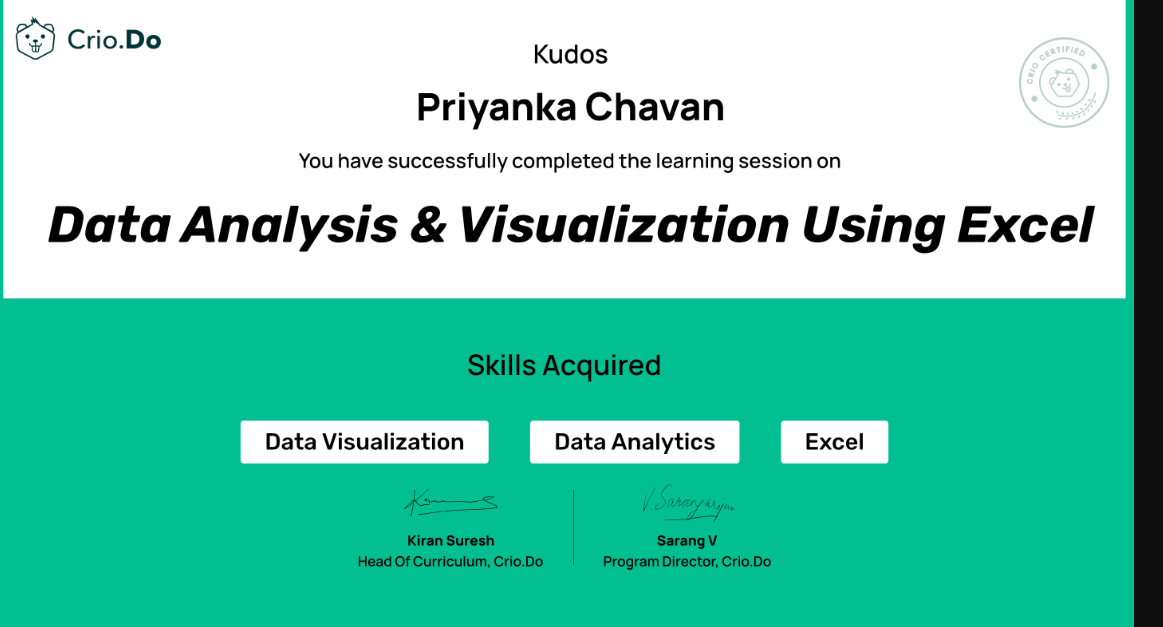 Crio.Do
Kudos
CRIO CERTIFIED
Priyanka Chavan
You have successfully completed the learning session on
Data Analysis & Visualization Using Excel
Skills Acquired
Data Visualization
Data Analytics
Excel
Kiran Suresh
Head Of Curriculum, Crio.Do
Sarang V
Program Director, Crio.Do